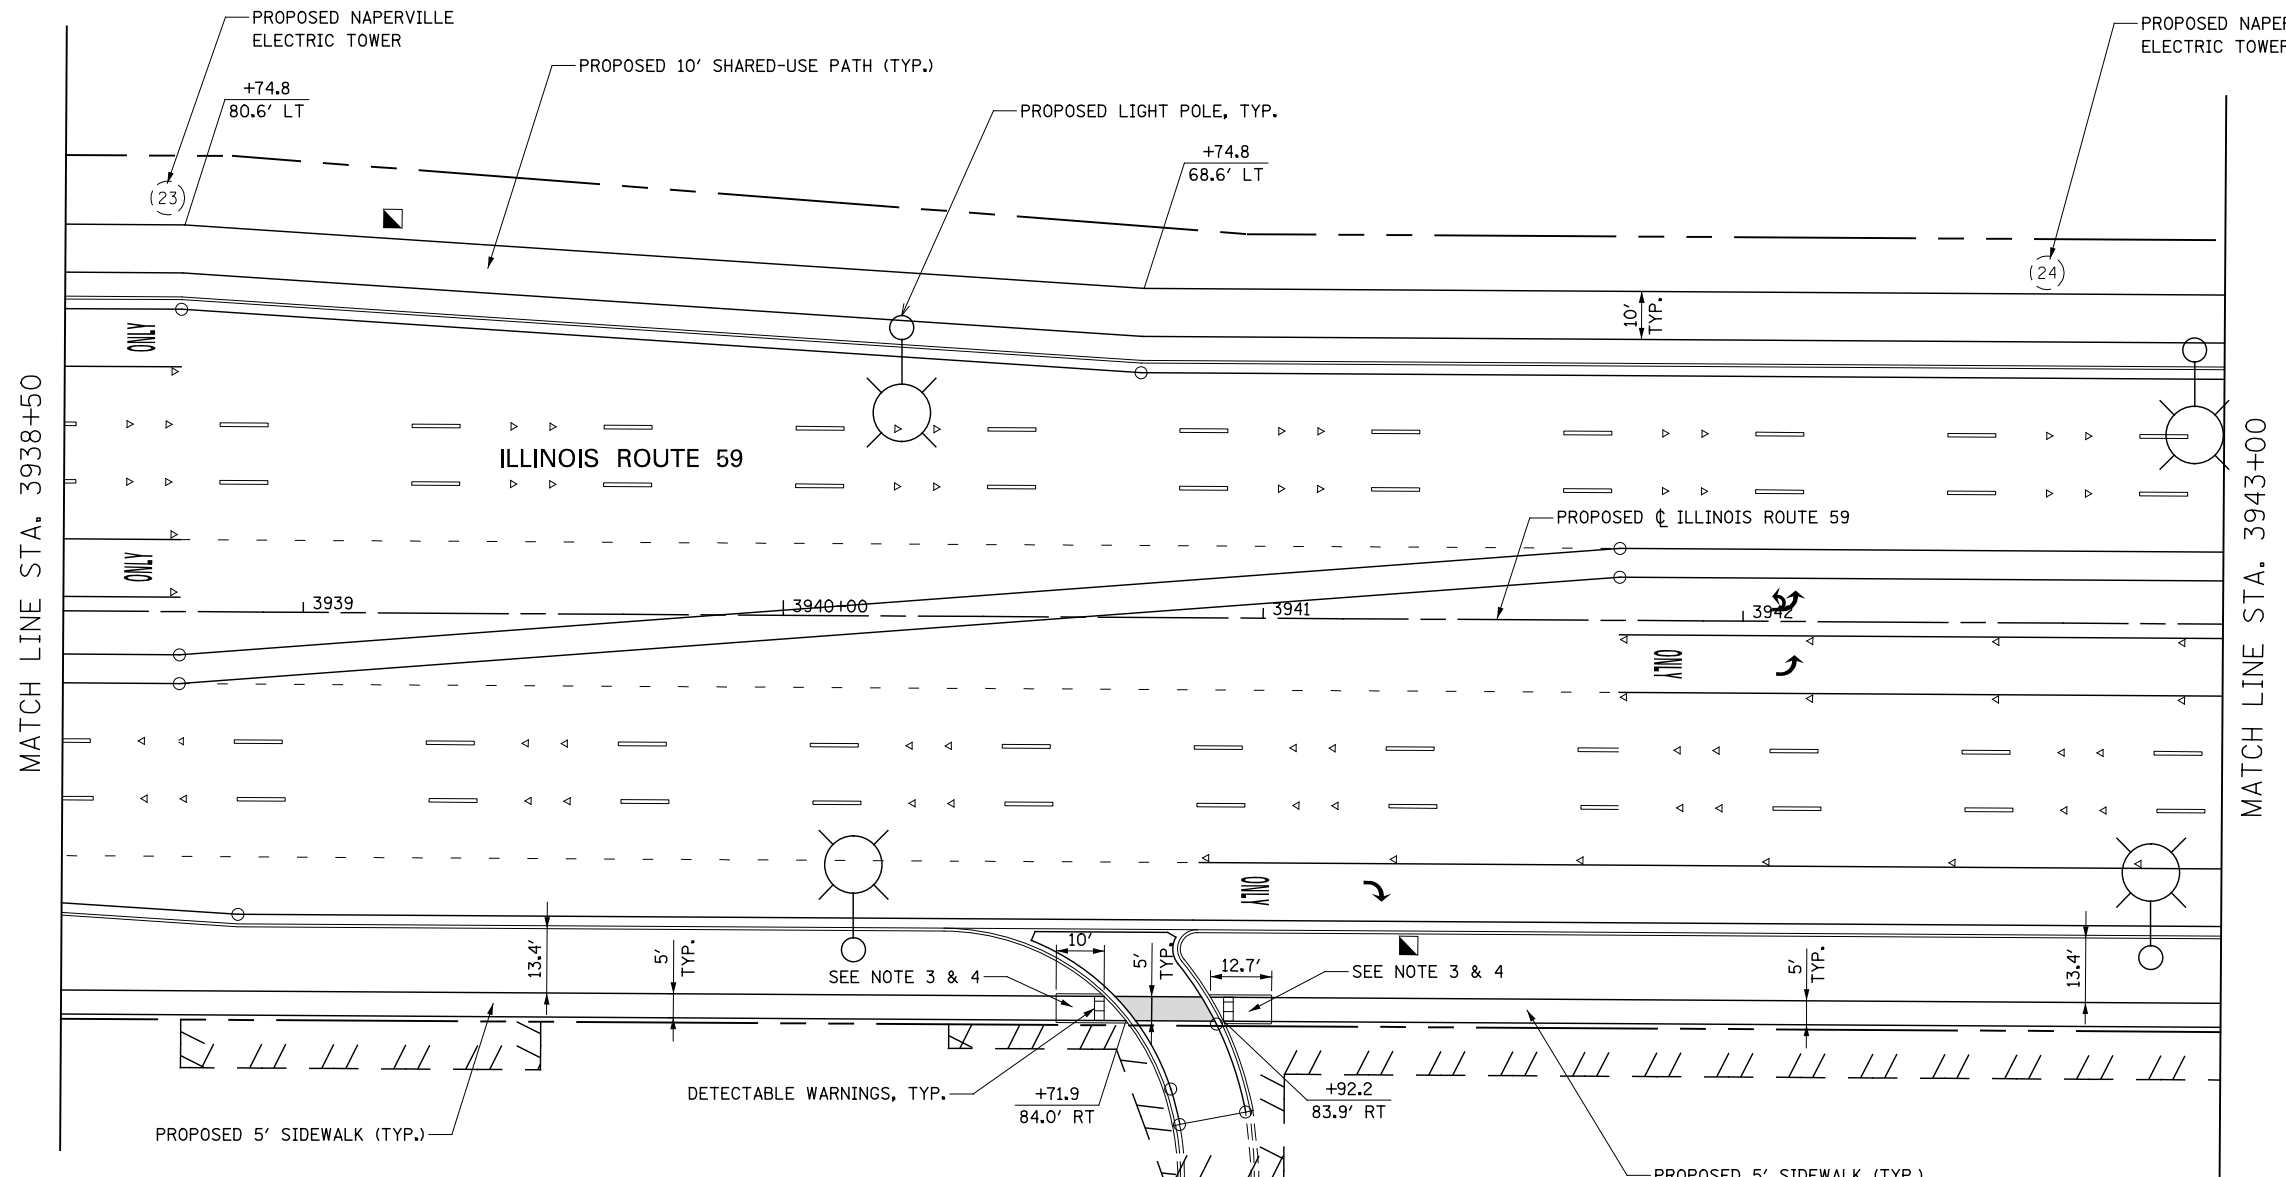 PROPOSED NAPERVILLE
ELECTRIC TOWER
PROPOSED NAPER
ELECTRIC TOWER
PROPOSED 10' SHARED-USE PATH (TYP.)
+74.8
80.6' LT
PROPOSED LIGHT POLE, TYP.
+74.8
68.6' LT
(23)
(24)
10'
TYP.
ONLY
MATCH LINE STA. 3938+50
MATCH LINE STA. 3943+00
ILLINOIS ROUTE 59
PROPOSED ℄ ILLINOIS ROUTE 59
ONLY
3939
3940+00
3941
3942
ONLY
ONLY
13.4'
5'
TYP.
10'
5'
TYP.
12.7'
5'
TYP.
13.4'
SEE NOTE 3 & 4
SEE NOTE 3 & 4
DETECTABLE WARNINGS, TYP.
+71.9
84.0' RT
+92.2
83.9' RT
PROPOSED 5' SIDEWALK (TYP.)
PROPOSED 5' SIDEWALK (TYP.)